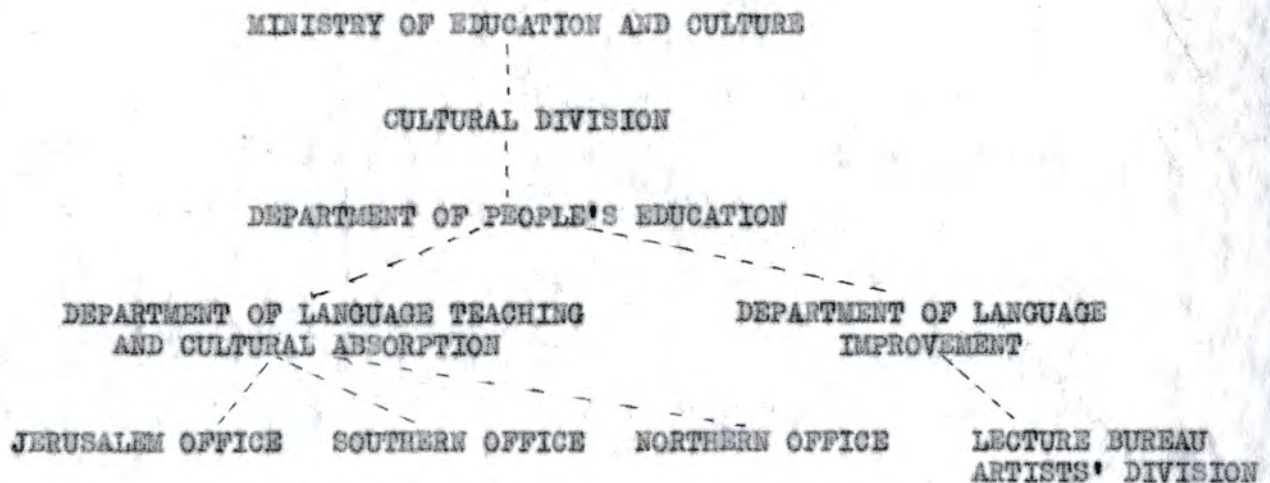 MINISTRY OF EDUCATION AND CULTURE
CULTURAL DIVISION
DEPARTMENT OF PEOPLE'S EDUCATION
DEPARTMENT OF LANGUAGE TEACHING
AND CULTURAL ABSORPTION
DEPARTMENT OF LANGUAGE
IMPROVEMENT
JERUSALEM OFFICE SOUTHERN OFFICE NORTHERN OFFICE LECTURE BUREAU
ARTISTS' DIVISION